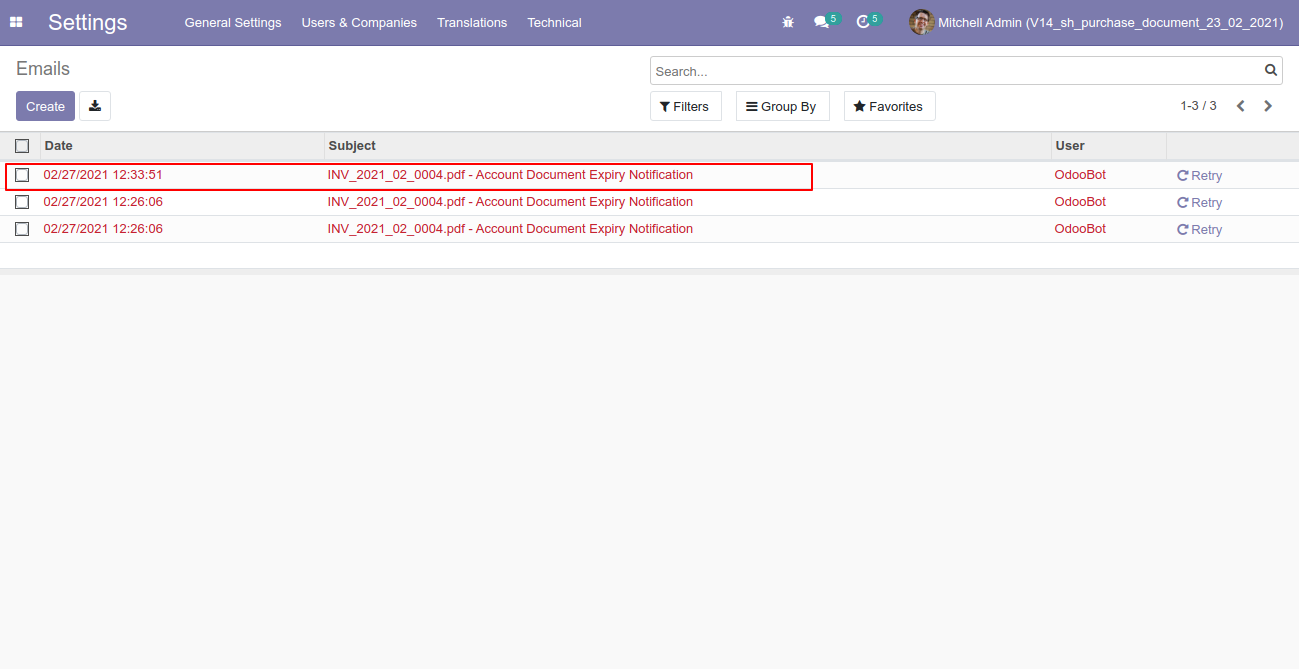 Settings General Settings Users & Companies Translations Technical 5 5 Mitchell Admin (V14_sh_purchase_document_23_02_2021)
Emails Search...
Create Filters Group By Favorites 1-3 / 3
Date Subject User
02/27/2021 12:33:51 INV_2021_02_0004.pdf - Account Document Expiry Notification OdooBot Retry
02/27/2021 12:26:06 INV_2021_02_0004.pdf - Account Document Expiry Notification OdooBot Retry
02/27/2021 12:26:06 INV_2021_02_0004.pdf - Account Document Expiry Notification OdooBot Retry